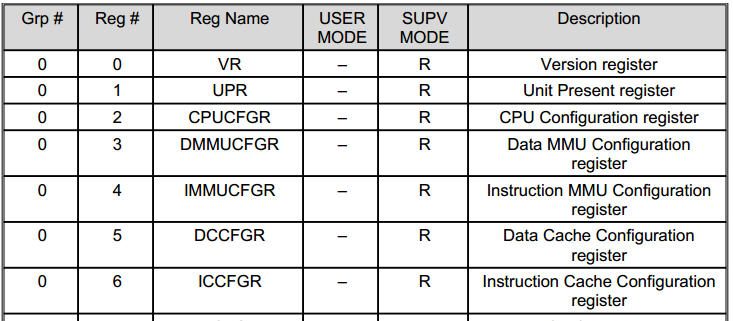 Grp # Reg # Reg Name USER MODE SUPV MODE Description
0 0 VR – R Version register
0 1 UPR – R Unit Present register
0 2 CPUCFGR – R CPU Configuration register
0 3 DMMUCFGR – R Data MMU Configuration register
0 4 IMMUCFGR – R Instruction MMU Configuration register
0 5 DCCFGR – R Data Cache Configuration register
0 6 ICCFGR – R Instruction Cache Configuration register